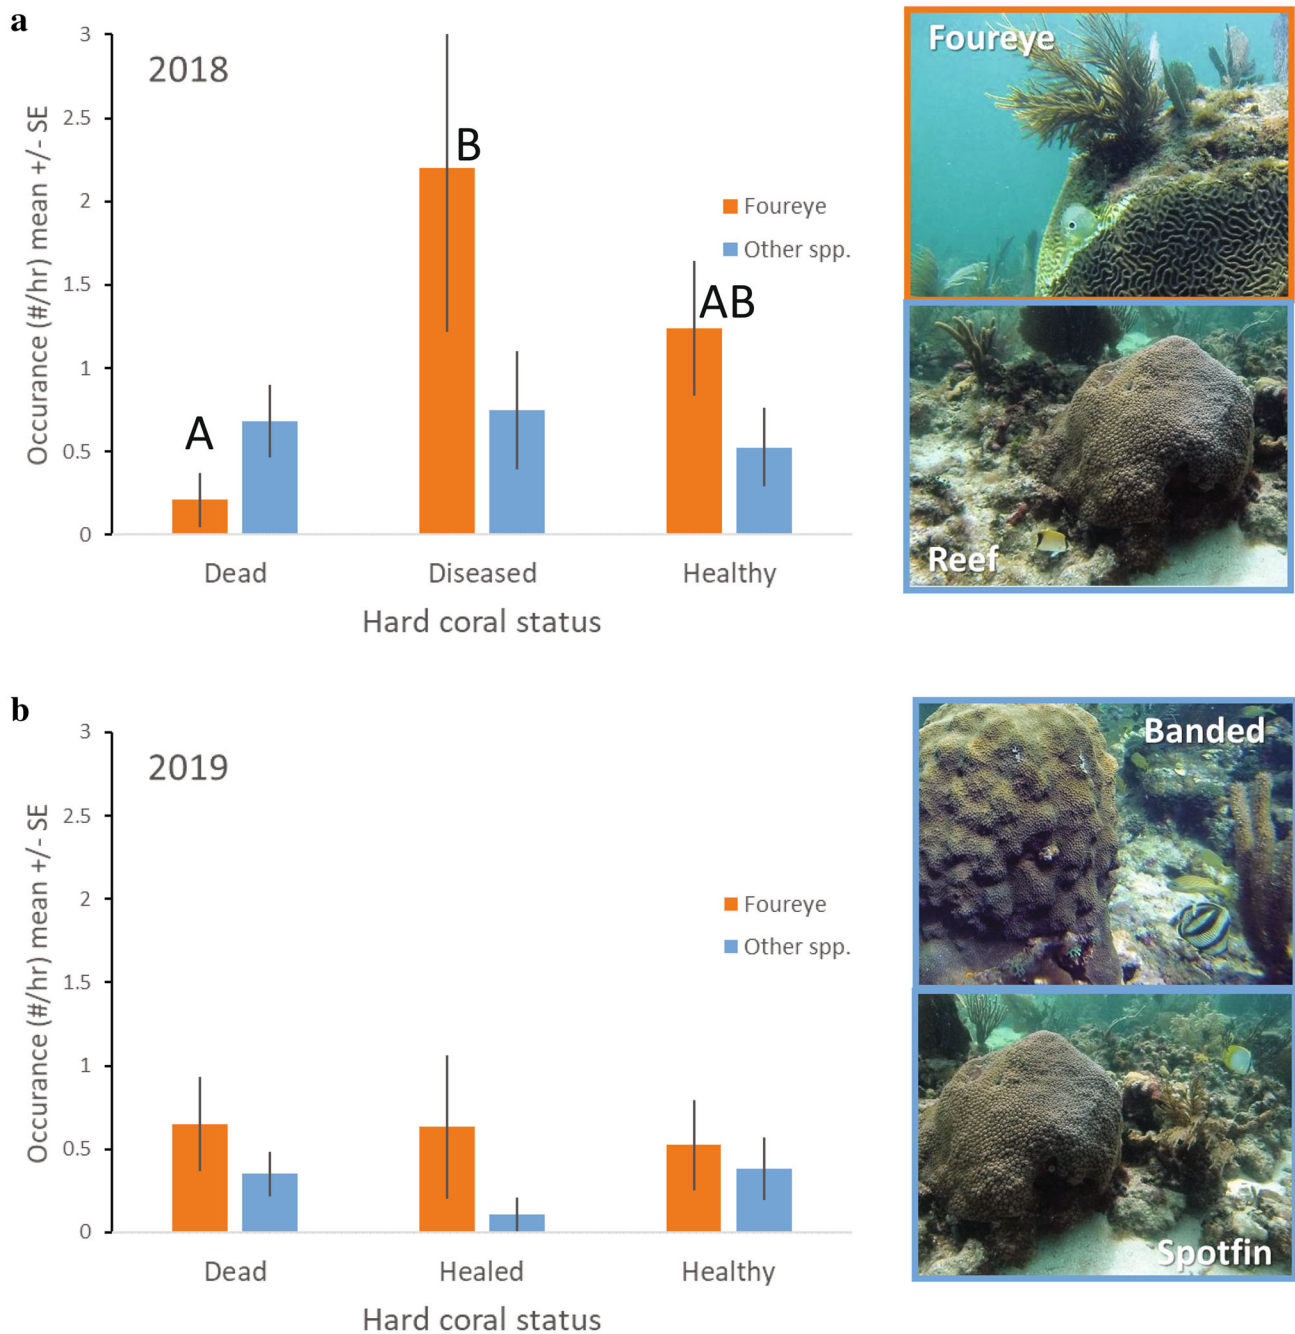 a
2018
Occurance (#/hr) mean +/- SE
3
2.5
2
1.5
1
0.5
0
A
B
AB
Foureye
Other spp.
Dead Diseased Healthy
Hard coral status
Foureye
Reef
b
2019
Occurance (#/hr) mean +/- SE
3
2.5
2
1.5
1
0.5
0
Foureye
Other spp.
Dead Healed Healthy
Hard coral status
Banded
Spotfin